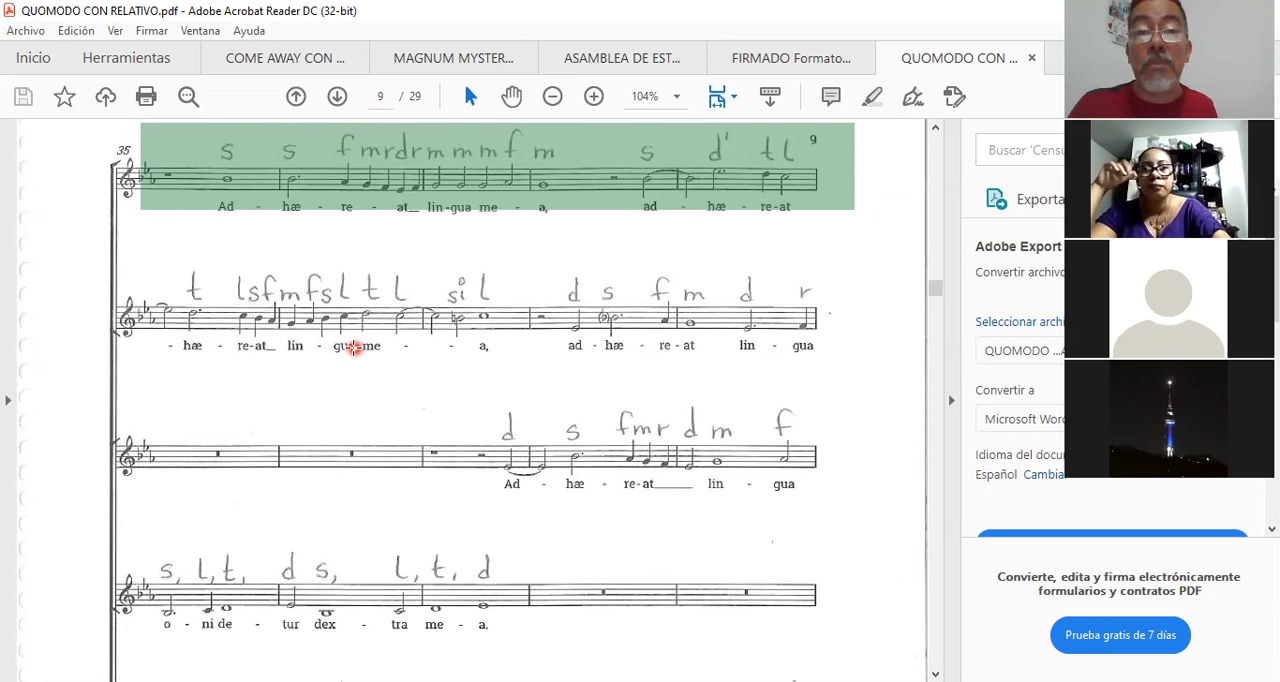 QUOMODO CON RELATIVO.pdf - Adobe Acrobat Reader DC (32-bit)
Archivo Edición Ver Firmar Ventana Ayuda
Inicio Herramientas COME AWAY CON ... MAGNUM MYSTER... ASAMBLEA DE EST... FIRMADO Formato... QUOMODO CON ... ×
9 / 29 104%
9
35
s s f m r d r m m m f m s d' t l
Ad - hæ - re - at_ lin-gua me - a, ad - hæ - re-at
t l s f m f s l t l si l d s f m d r
- hæ - re-at_ lin - gua me - - a, ad - hæ - re - at lin - gua
d s f m r d m f
Ad - hæ - re-at___ lin - gua
s, l, t, d s, l, t, d
o - ni de - tur dex - tra me - a.
Buscar 'Censu
Exporta
Adobe Export
Convertir archivo
Seleccionar archi
QUOMODO ...A
Convertir a
Microsoft Word
Idioma del docum
Español Cambia
Convierte, edita y firma electrónicamente
formularios y contratos PDF
Prueba gratis de 7 días